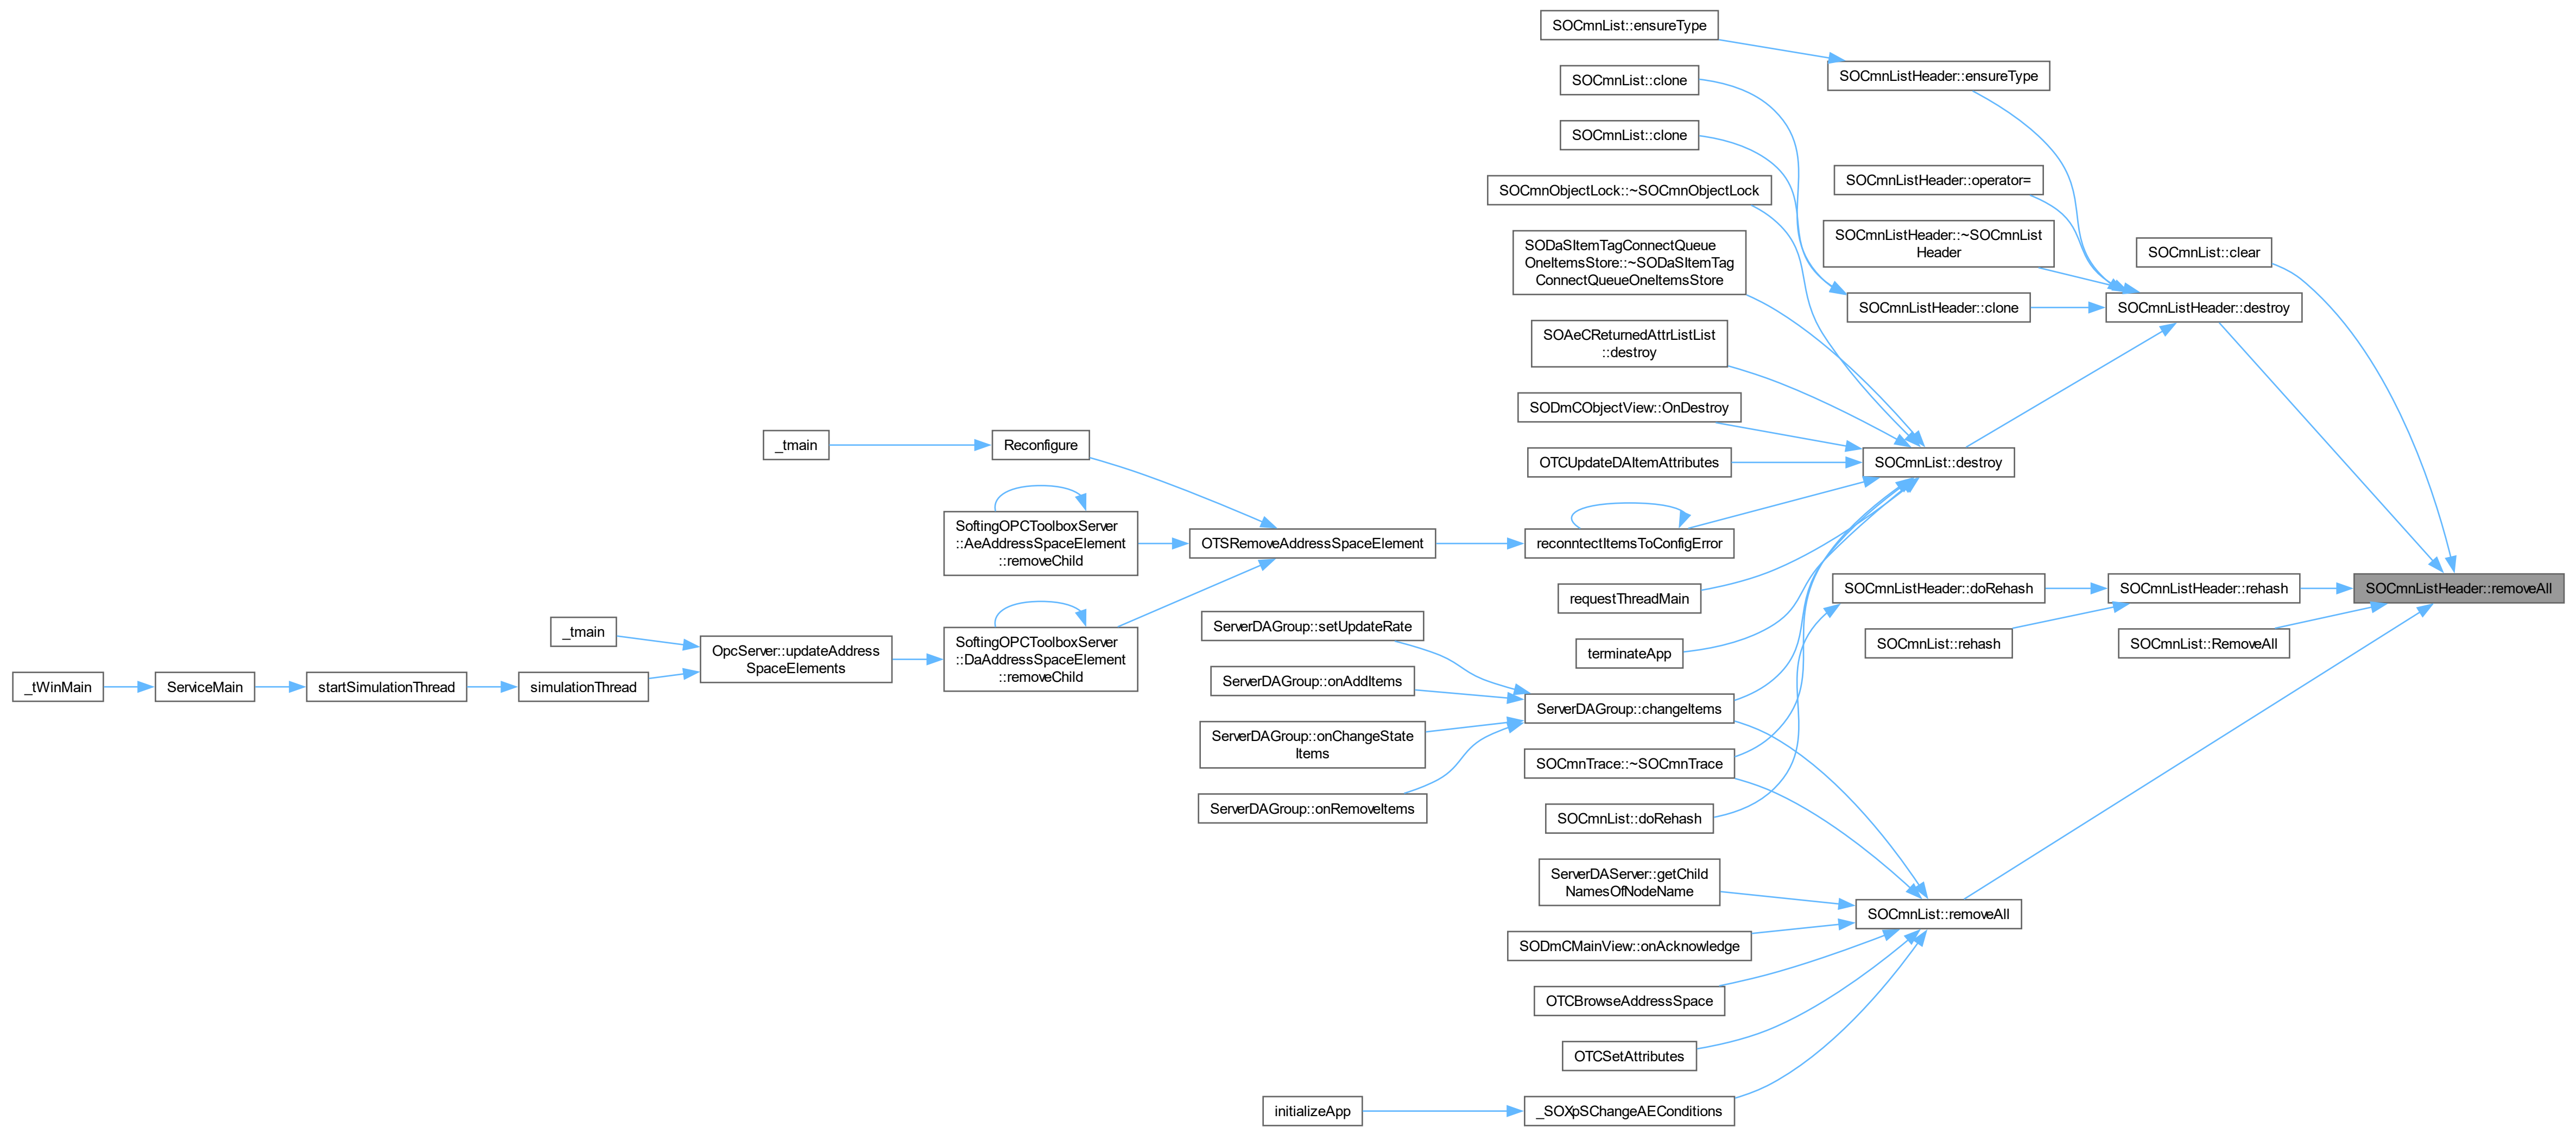 SOCmnList::ensureType
SOCmnListHeader::ensureType
SOCmnList::clone
SOCmnList::clone
SOCmnListHeader::operator=
SOCmnObjectLock::~SOCmnObjectLock
SOCmnListHeader::~SOCmnList
Header
SOCmnList::clear
SODaSItemTagConnectQueue
OneItemsStore::~SODaSItemTag
ConnectQueueOneItemsStore
SOCmnListHeader::clone
SOCmnListHeader::destroy
SOAeCReturnedAttrListList
::destroy
SODmCObjectView::OnDestroy
_tmain
Reconfigure
OTCUpdateDAItemAttributes
SOCmnList::destroy
SoftingOPCToolboxServer
::AeAddressSpaceElement
::removeChild
OTSRemoveAddressSpaceElement
reconntectItemsToConfigError
requestThreadMain
SOCmnListHeader::doRehash
SOCmnListHeader::rehash
SOCmnListHeader::removeAll
ServerDAGroup::setUpdateRate
terminateApp
SOCmnList::rehash
SOCmnList::RemoveAll
_tmain
OpcServer::updateAddress
SpaceElements
SoftingOPCToolboxServer
::DaAddressSpaceElement
::removeChild
_tWinMain
ServiceMain
startSimulationThread
simulationThread
ServerDAGroup::onAddItems
ServerDAGroup::changeItems
ServerDAGroup::onChangeState
Items
SOCmnTrace::~SOCmnTrace
ServerDAGroup::onRemoveItems
SOCmnList::doRehash
ServerDAServer::getChild
NamesOfNodeName
SOCmnList::removeAll
SODmCMainView::onAcknowledge
OTCBrowseAddressSpace
OTCSetAttributes
initializeApp
_SOXpSChangeAEConditions